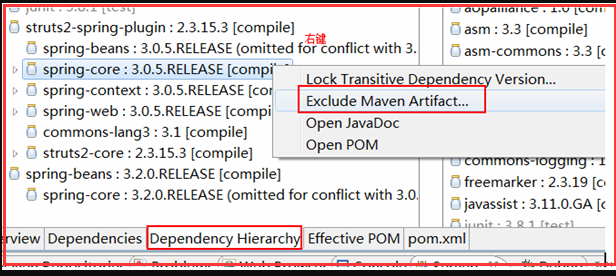 junit : 3.8.1 [test]
struts2-spring-plugin : 2.3.15.3 [compile]
spring-beans : 3.0.5.RELEASE (omitted for conflict with 3.
右键
spring-core : 3.0.5.RELEASE [compile]
spring-context : 3.0.5.RELEASE [compile]
spring-web : 3.0.5.RELEASE [compile]
commons-lang3 : 3.1 [compile]
struts2-core : 2.3.15.3 [compile]
spring-beans : 3.2.0.RELEASE [compile]
spring-core : 3.2.0.RELEASE (omitted for conflict with 3.0.
Lock Transitive Dependency Version...
Exclude Maven Artifact...
Open JavaDoc
Open POM
aopalliance : 1.0 [compile]
asm : 3.3 [compile]
asm-commons : 3.3 [compile]
commons-logging : 1
freemarker : 2.3.19 [co
javassist : 3.11.0.GA [c
junit : 3.8.1 [test]
erview Dependencies Dependency Hierarchy Effective POM pom.xml